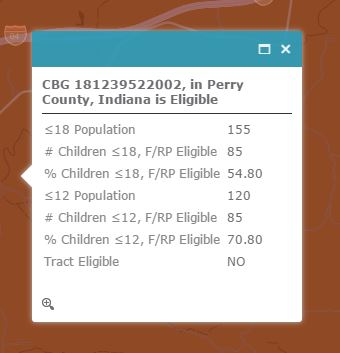 64
CBG 181239522002, in Perry
County, Indiana is Eligible
≤18 Population 155
# Children ≤18, F/RP Eligible 85
% Children ≤18, F/RP Eligible 54.80
≤12 Population 120
# Children ≤12, F/RP Eligible 85
% Children ≤12, F/RP Eligible 70.80
Tract Eligible NO